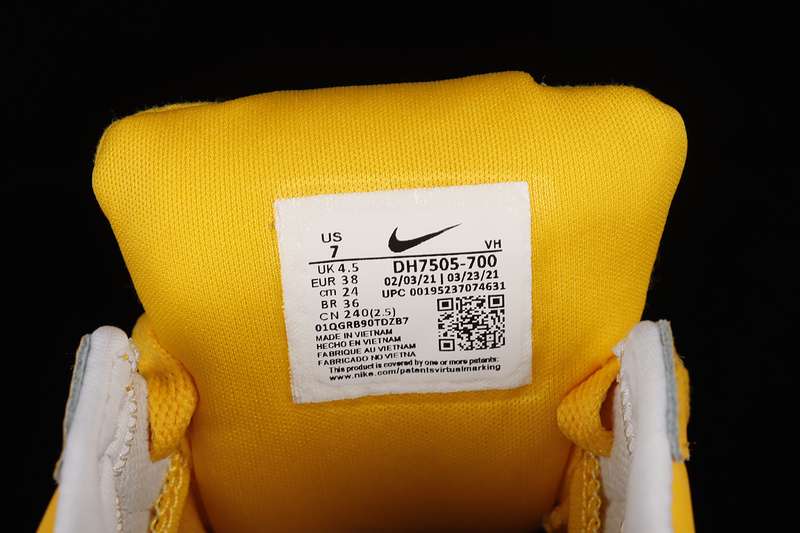 US
7
VH
UK 4.5
DH7505-700
EUR 38
02/03/21 | 03/23/21
cm 24
UPC 00195237074631
BR 36
CN 240(2.5)
01QGRB90TDZB7
MADE IN VIETNAM
HECHO EN VIETNAM
FABRIQUE AU VIETNAM
FABRICADO NO VIETNA
This product is covered by one or more patents:
www.nike.com/patentsvirtualmarking